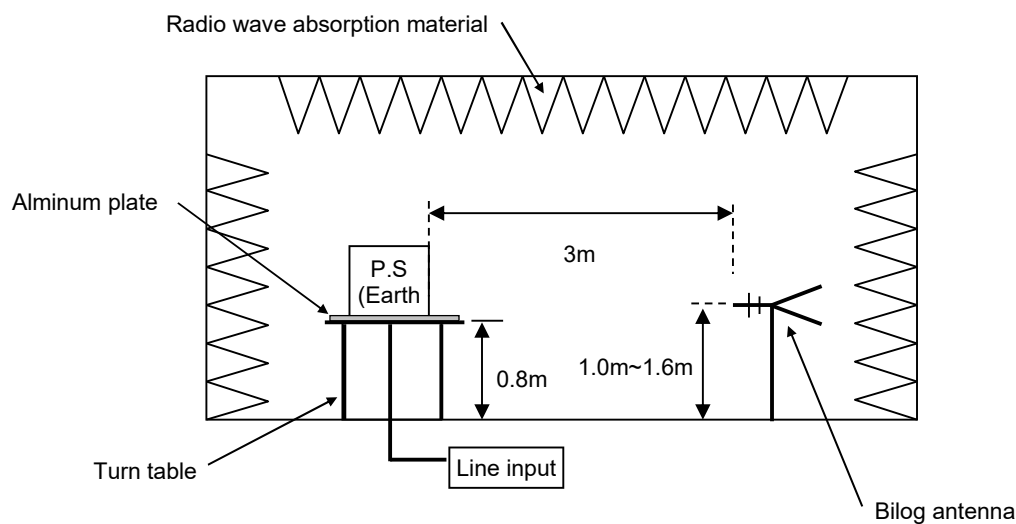 Radio wave absorption material
Alminum plate
3m
P.S
(Earth
1.0m~1.6m
0.8m
Turn table
Line input
Bilog antenna